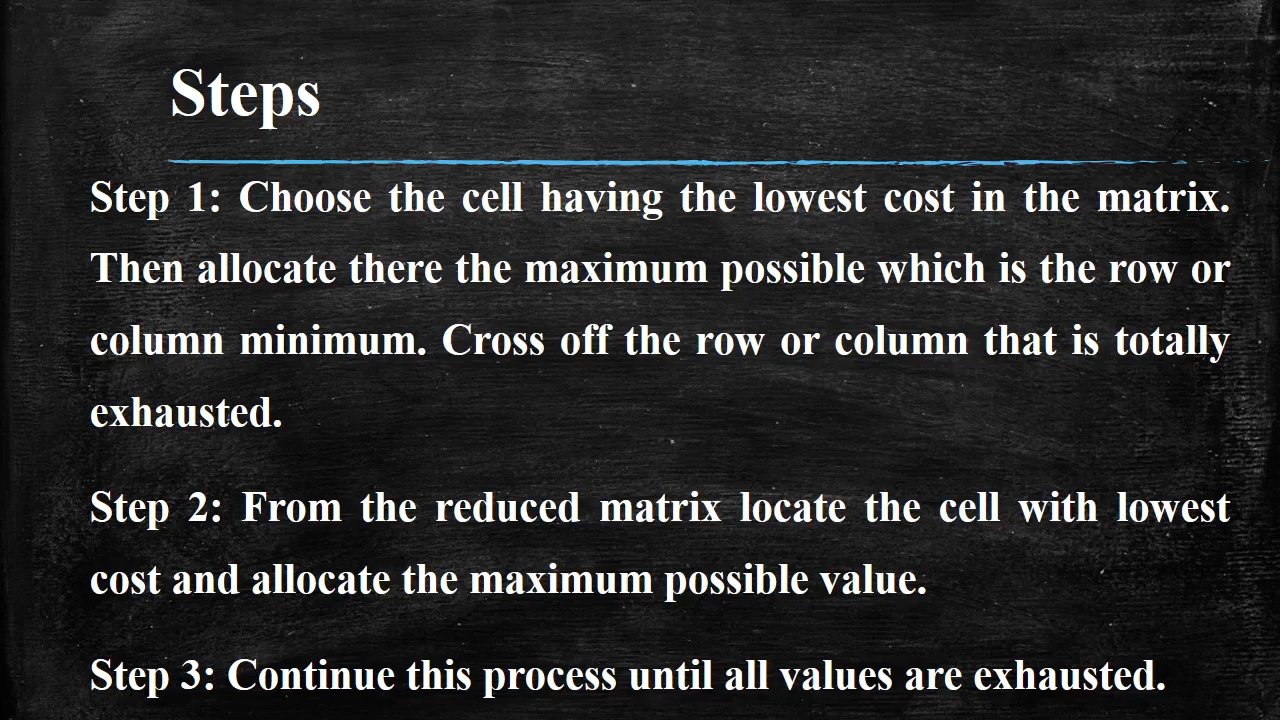 Steps
Step 1: Choose the cell having the lowest cost in the matrix.
Then allocate there the maximum possible which is the row or
column minimum. Cross off the row or column that is totally
exhausted.
Step 2: From the reduced matrix locate the cell with lowest
cost and allocate the maximum possible value.
Step 3: Continue this process until all values are exhausted.